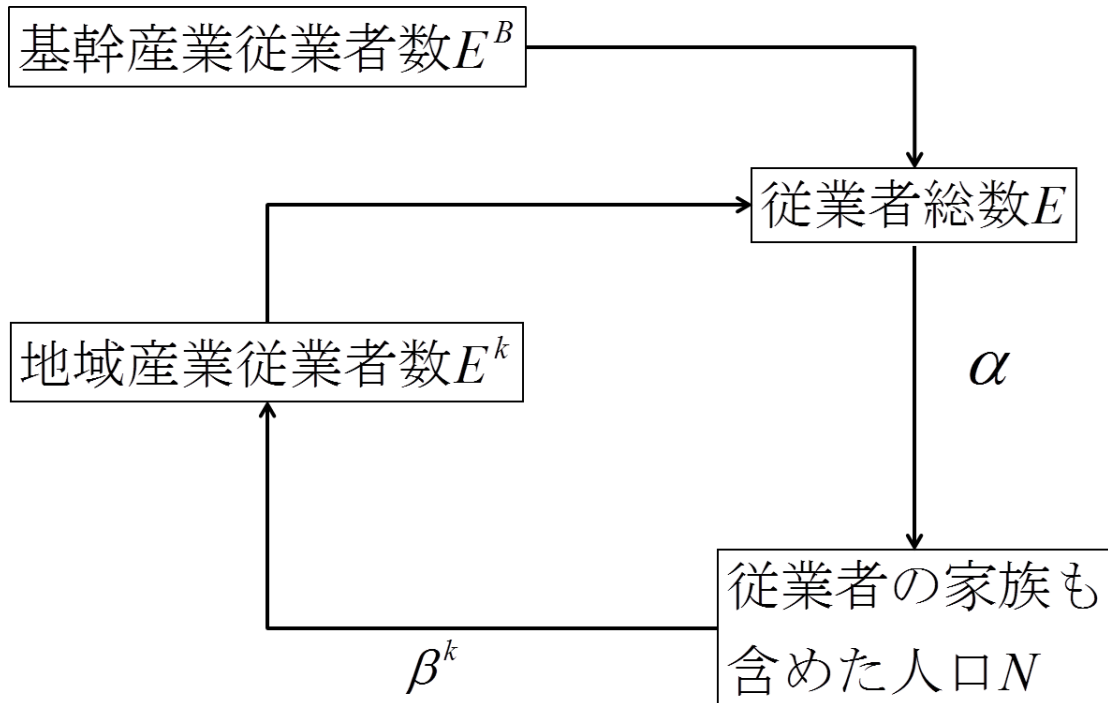 基幹産業従業者数E^B
従業者総数E
地域産業従業者数E^k
α
従業者の家族も
含めた人口N
β^k